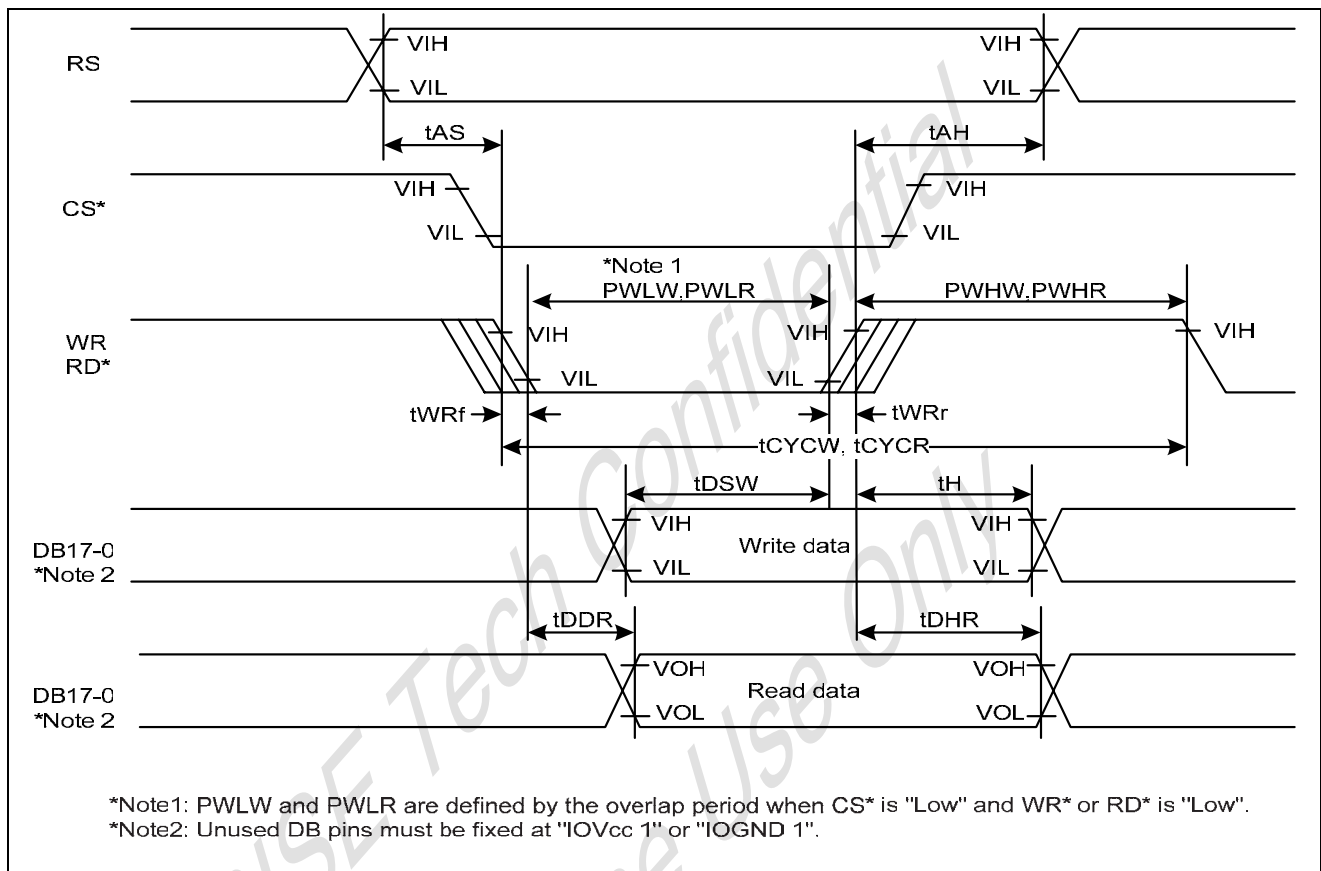 RS
VIH
VIH
VIL
VIL
tAS
tAH
CS*
VIH
VIH
VIL
VIL
*Note 1
PWLW,PWLR
PWHW,PWHR
WR
RD*
VIH
VIH
VIH
VIL
VIL
tWRf
tWRr
tCYCW, tCYCR
tDSW
tH
DB17-0
*Note 2
VIH
VIH
Write data
VIL
VIL
tDDR
tDHR
DB17-0
*Note 2
VOH
VOH
Read data
VOL
VOL
*Note1: PWLW and PWLR are defined by the overlap period when CS* is "Low" and WR* or RD* is "Low".
*Note2: Unused DB pins must be fixed at "IOVcc 1" or "IOGND 1".
Tech Confidential
Use Only